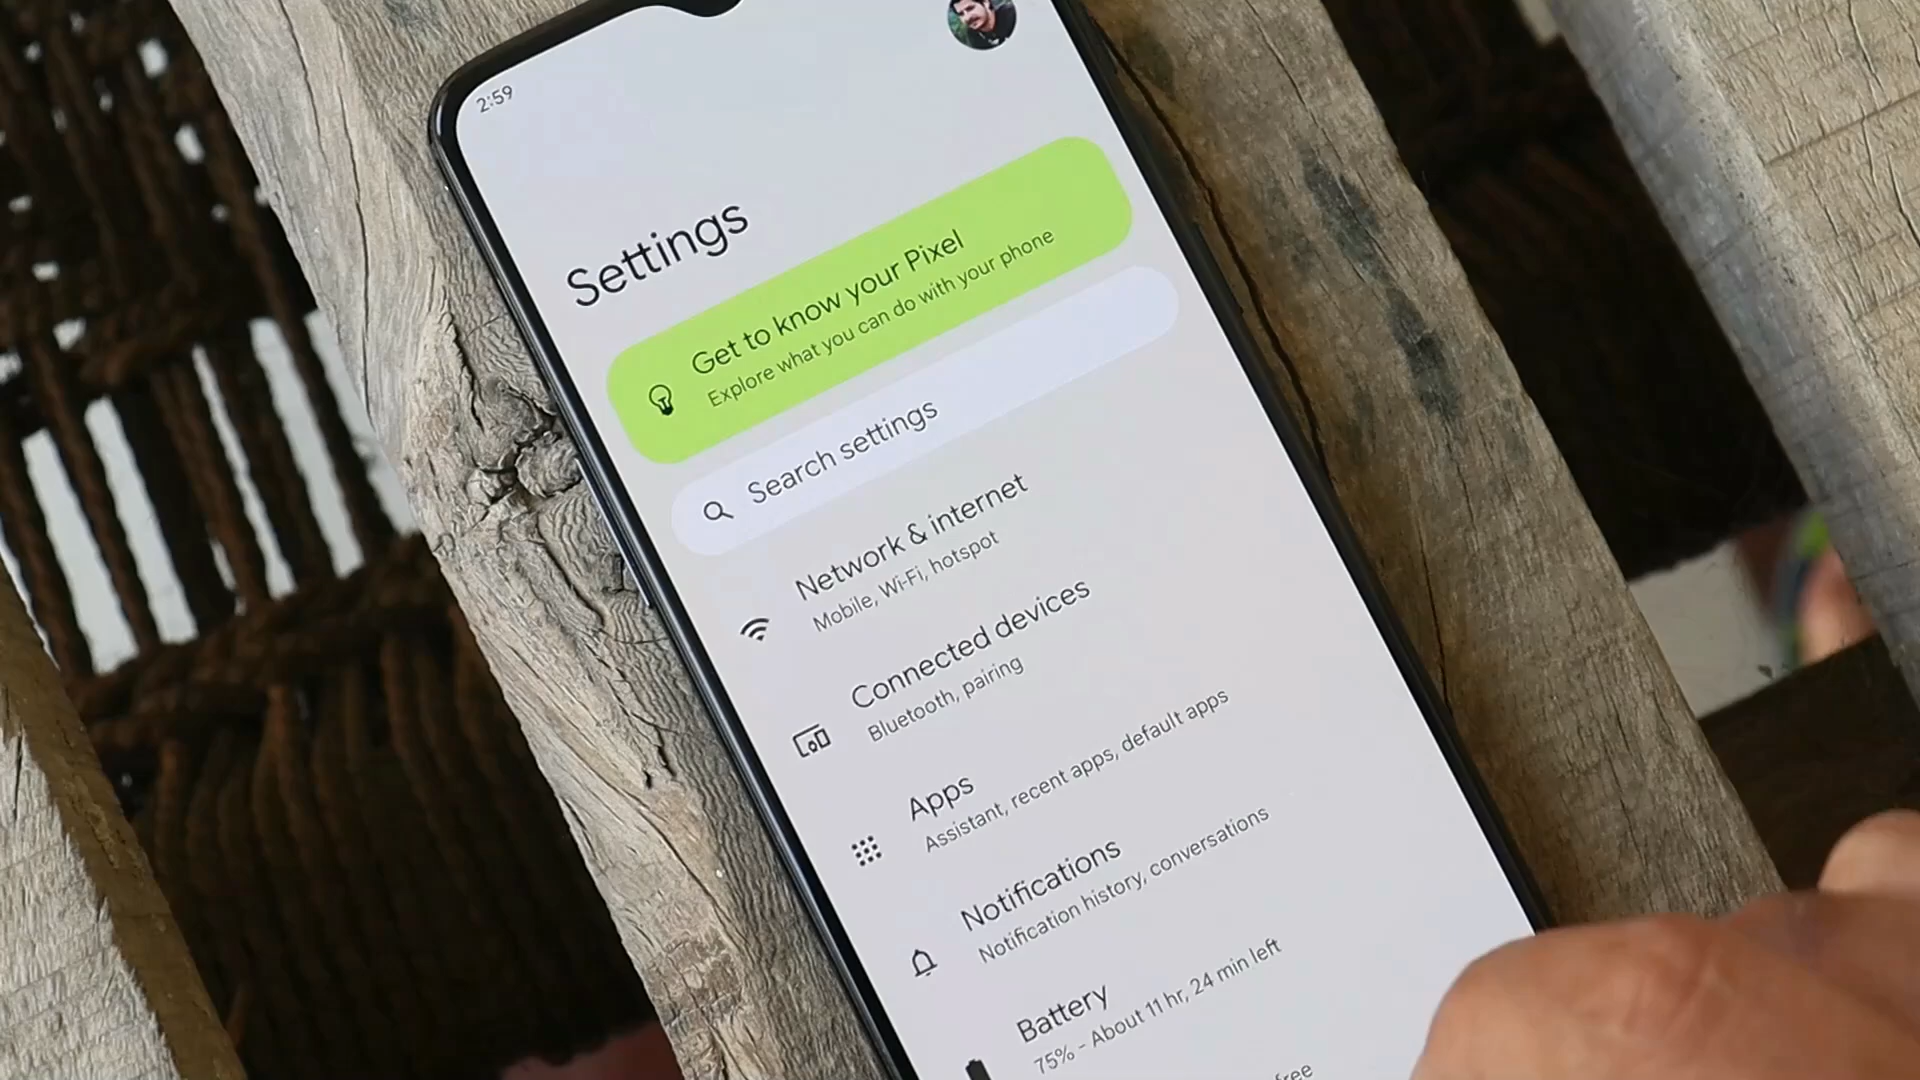 2:59
Settings
Get to know your Pixel
Explore what you can do with your phone
Search settings
Network & internet
Mobile, Wi-Fi, hotspot
Connected devices
Bluetooth, pairing
Apps
Assistant, recent apps, default apps
Notifications
Notification history, conversations
Battery
75% - About 11 hr, 24 min left
free